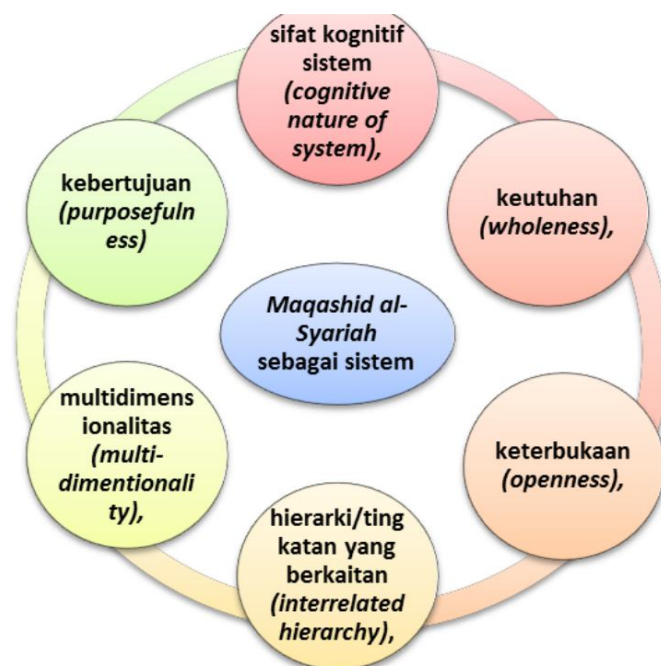 sifat kognitif
sistem
(cognitive
nature of
system),
keutuhan
(wholeness),
keterbukaan
(openness),
hierarki/ting
katan yang
berkaitan
(interrelated
hierarchy),
multidimens
ionalitas
(multi-
dimentionali
ty),
kebertujuan
(purposefuln
ess)
Maqashid al-
Syariah
sebagai sistem